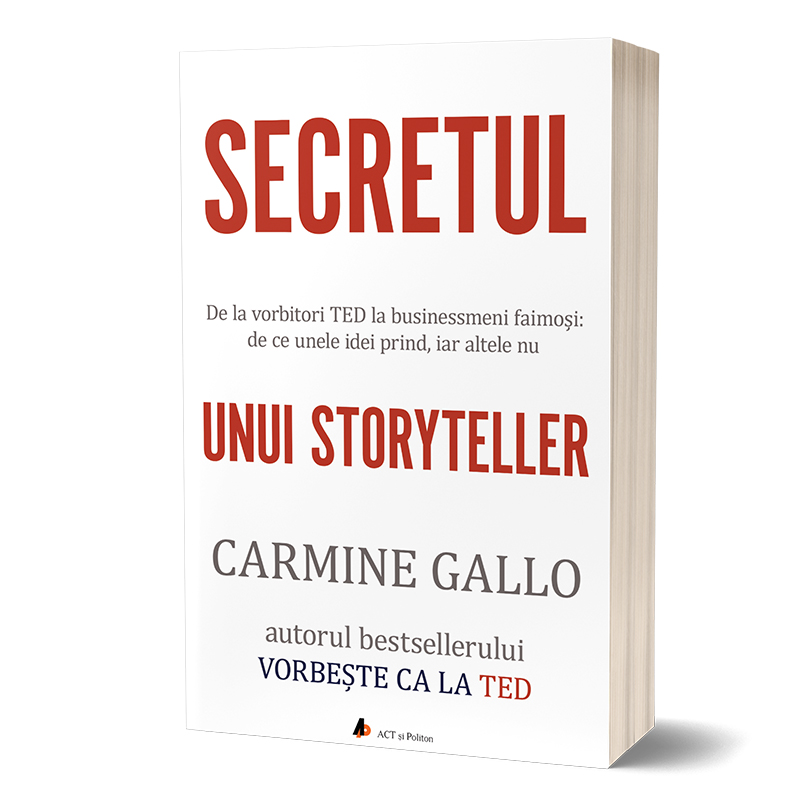 SECRETUL
De la vorbitori TED la businessmeni faimoși:
de ce unele idei prind, iar altele nu
UNUI STORYTELLER
CARMINE GALLO
autorul bestsellerului
VORBEȘTE CA LA TED
ACT și Politon